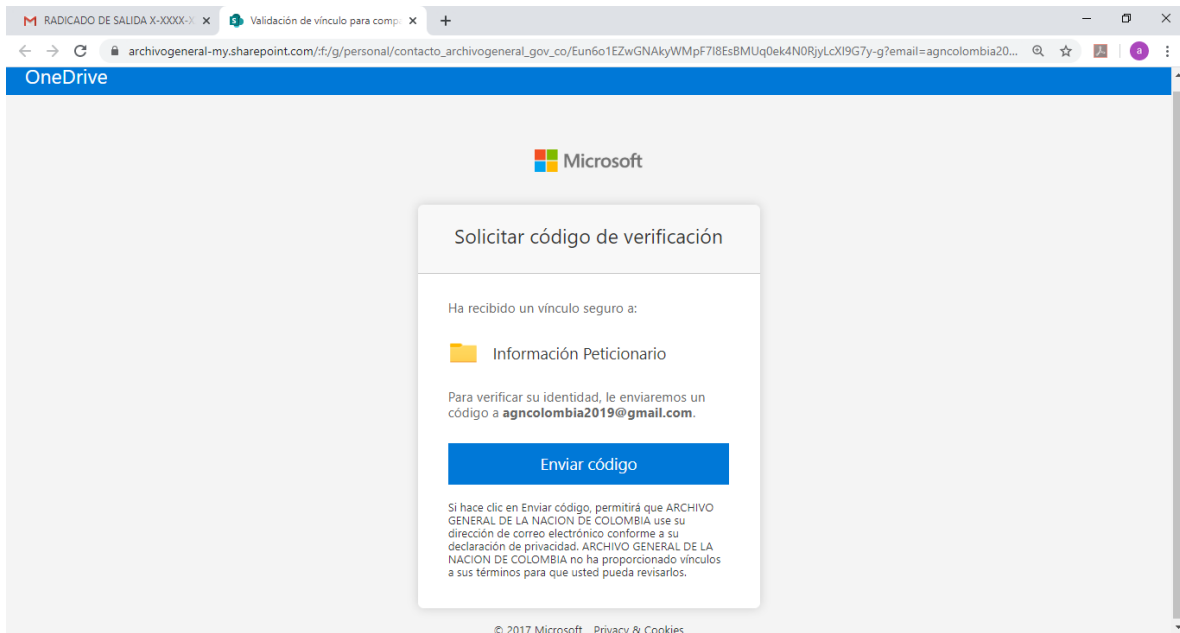 RADICADO DE SALIDA X-XXXX-X
Validación de vínculo para compa
archivogeneral-my.sharepoint.com/:f:/g/personal/contacto_archivogeneral_gov_co/Eun6o1EZwGNAkyWMpF7l8EsBMUq0ek4N0RjyLcXI9G7y-g?email=agncolombia20...
a
OneDrive
Microsoft
Solicitar código de verificación
Ha recibido un vínculo seguro a:
Información Peticionario
Para verificar su identidad, le enviaremos un
código a agncolombia2019@gmail.com.
Enviar código
Si hace clic en Enviar código, permitirá que ARCHIVO
GENERAL DE LA NACION DE COLOMBIA use su
dirección de correo electrónico conforme a su
declaración de privacidad. ARCHIVO GENERAL DE LA
NACION DE COLOMBIA no ha proporcionado vínculos
a sus términos para que usted pueda revisarlos.
© 2017 Microsoft Privacy & Cookies